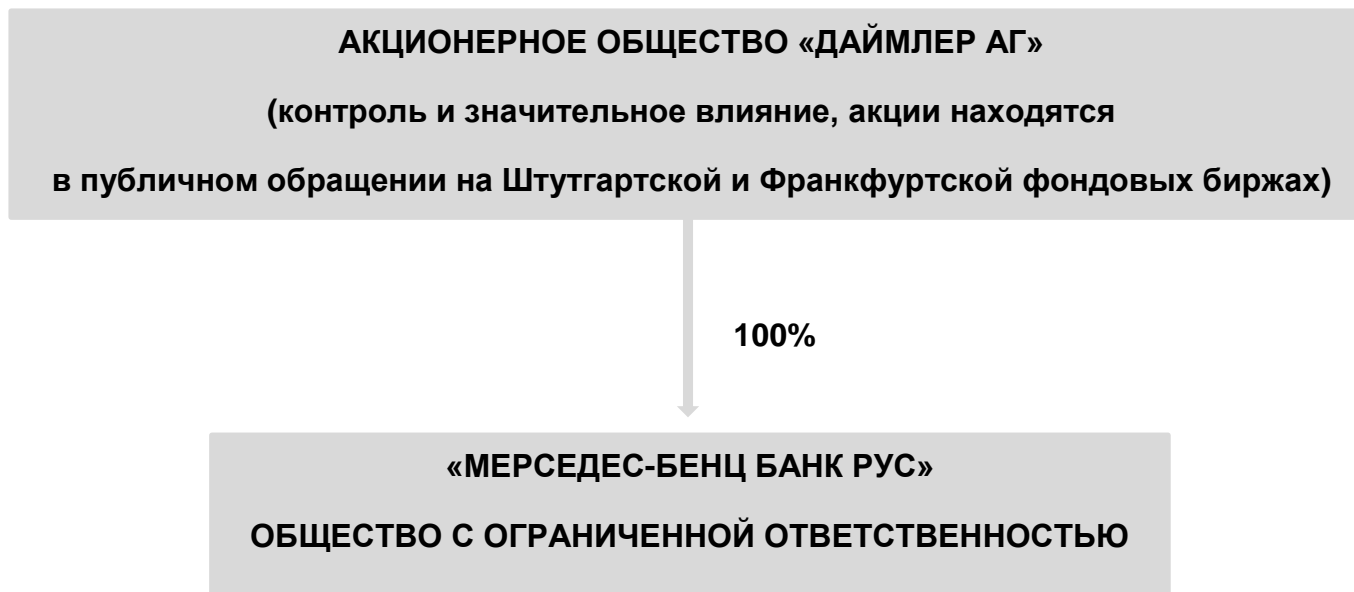 АКЦИОНЕРНОЕ ОБЩЕСТВО «ДАЙМЛЕР АГ»
(контроль и значительное влияние, акции находятся
в публичном обращении на Штутгартской и Франкфуртской фондовых биржах)
100%
«МЕРСЕДЕС-БЕНЦ БАНК РУС»
ОБЩЕСТВО С ОГРАНИЧЕННОЙ ОТВЕТСТВЕННОСТЬЮ